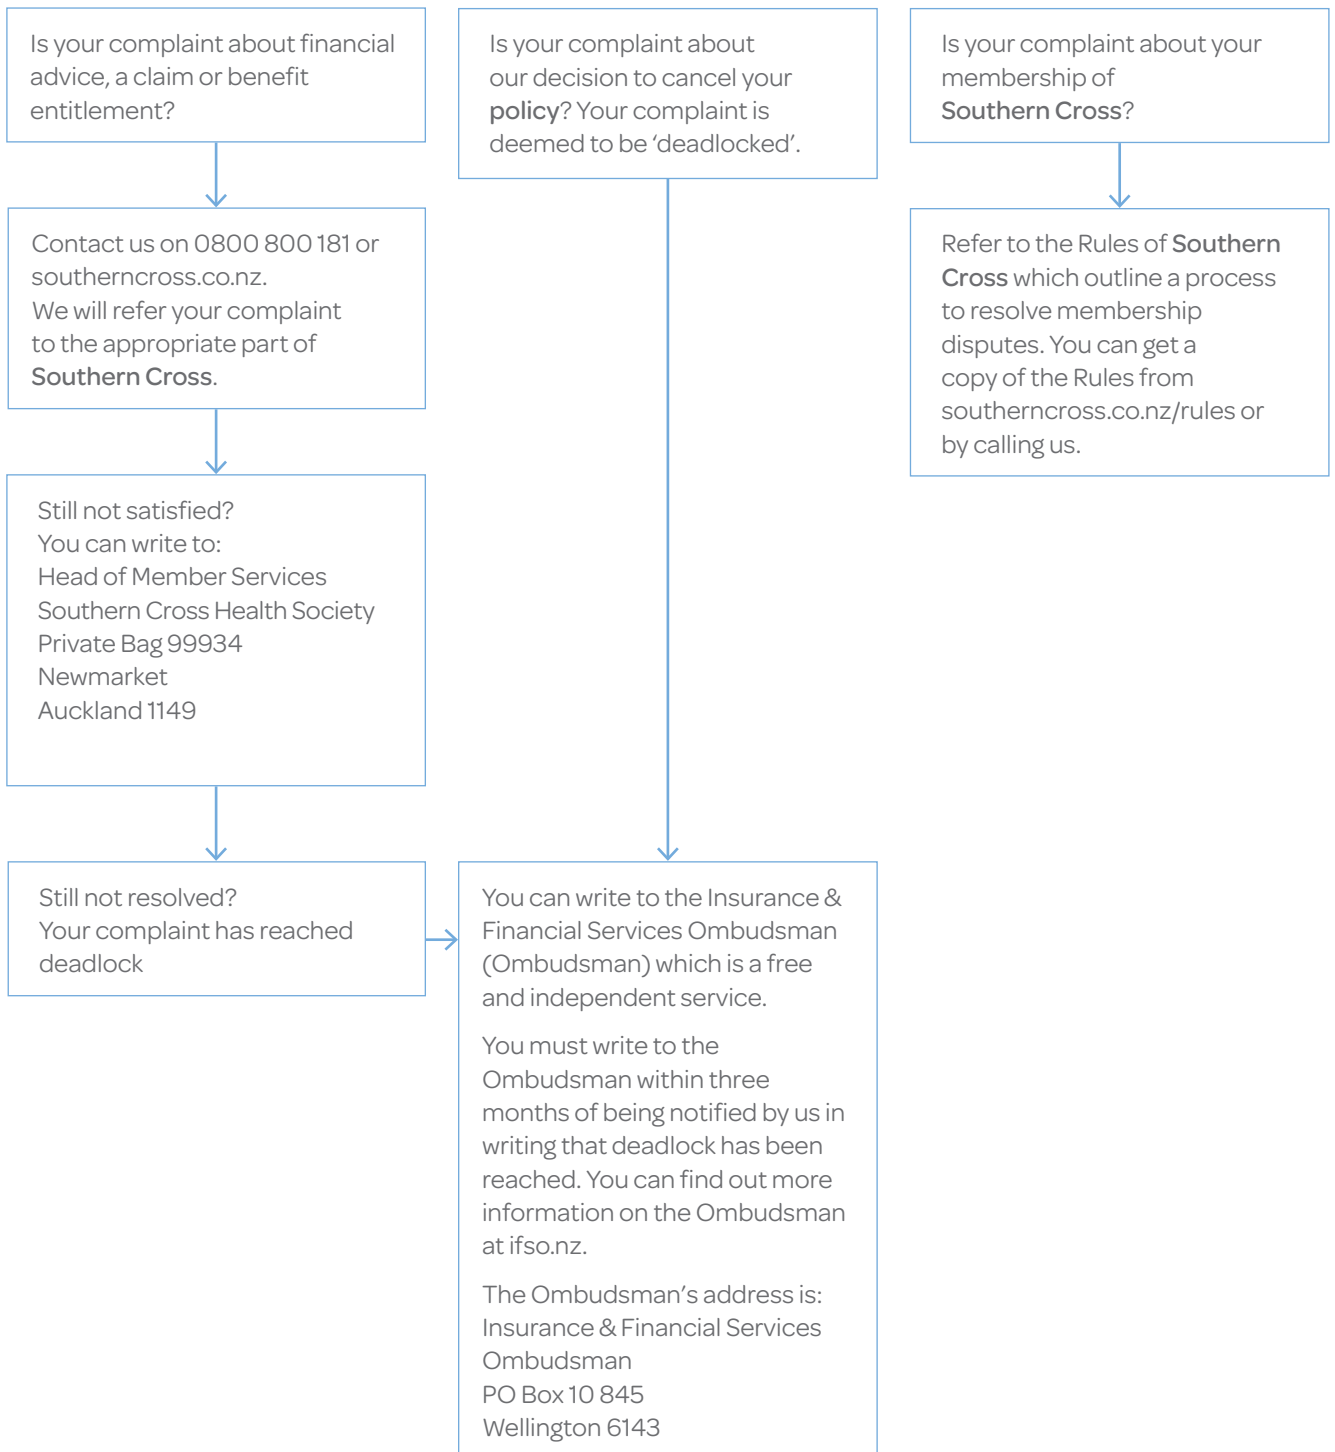 Is your complaint about financial
advice, a claim or benefit
entitlement?
Contact us on 0800 800 181 or
southerncross.co.nz.
We will refer your complaint
to the appropriate part of
Southern Cross.
Still not satisfied?
You can write to:
Head of Member Services
Southern Cross Health Society
Private Bag 99934
Newmarket
Auckland 1149
Still not resolved?
Your complaint has reached
deadlock
Is your complaint about
our decision to cancel your
policy? Your complaint is
deemed to be ‘deadlocked’.
You can write to the Insurance &
Financial Services Ombudsman
(Ombudsman) which is a free
and independent service.
You must write to the
Ombudsman within three
months of being notified by us in
writing that deadlock has been
reached. You can find out more
information on the Ombudsman
at ifso.nz.
The Ombudsman’s address is:
Insurance & Financial Services
Ombudsman
PO Box 10 845
Wellington 6143
Is your complaint about your
membership of
Southern Cross?
Refer to the Rules of Southern
Cross which outline a process
to resolve membership
disputes. You can get a
copy of the Rules from
southerncross.co.nz/rules or
by calling us.